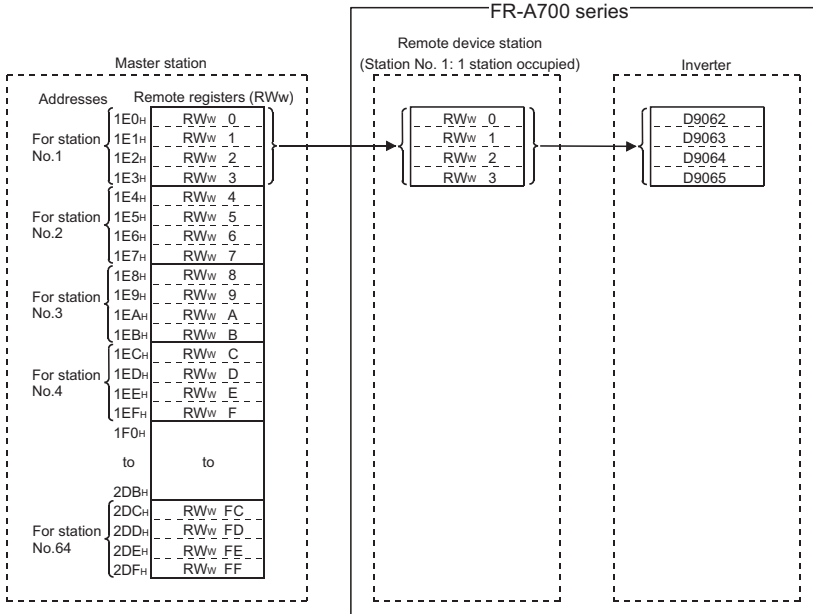 FR-A700 series
Master station
Remote device station
(Station No. 1: 1 station occupied)
Inverter
Addresses
Remote registers (RWw)
For station
No.1
1E0H RWw 0
1E1H RWw 1
1E2H RWw 2
1E3H RWw 3
RWw 0
RWw 1
RWw 2
RWw 3
D9062
D9063
D9064
D9065
For station
No.2
1E4H RWw 4
1E5H RWw 5
1E6H RWw 6
1E7H RWw 7
For station
No.3
1E8H RWw 8
1E9H RWw 9
1EAH RWw A
1EBH RWw B
For station
No.4
1ECH RWw C
1EDH RWw D
1EEH RWw E
1EFH RWw F
1F0H
to to
2DBH
For station
No.64
2DCH RWw FC
2DDH RWw FD
2DEH RWw FE
2DFH RWw FF